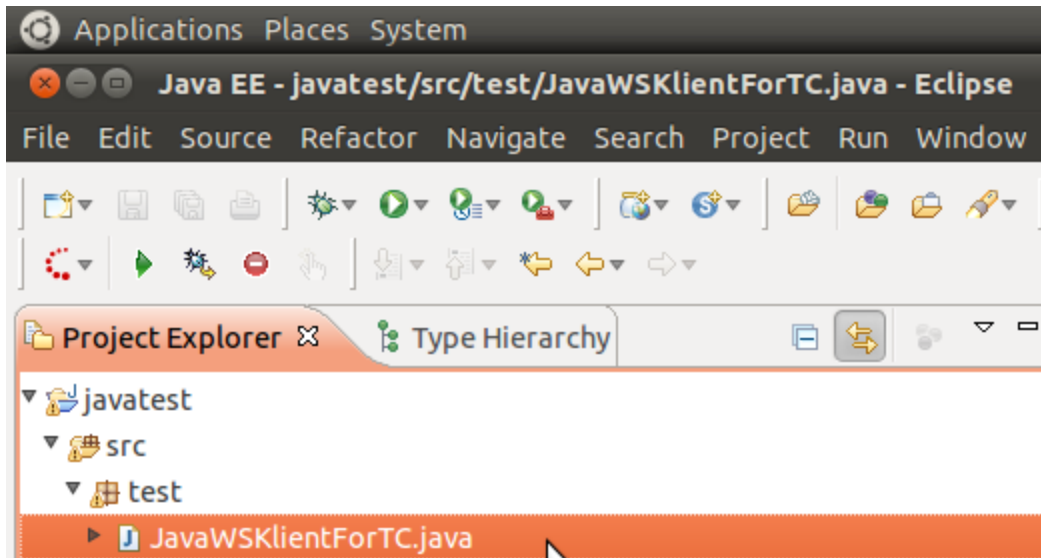 Applications Places System
Java EE - javatest/src/test/JavaWSKlientForTC.java - Eclipse
File Edit Source Refactor Navigate Search Project Run Window
Project Explorer Type Hierarchy
javatest
src
test
JavaWSKlientForTC.java